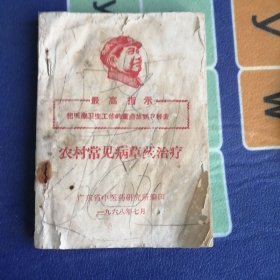 最高指示
把医疗卫生工作的重点放到农村去
农村常见病草药治疗
广东省中医药研究所编印
一九六八年七月